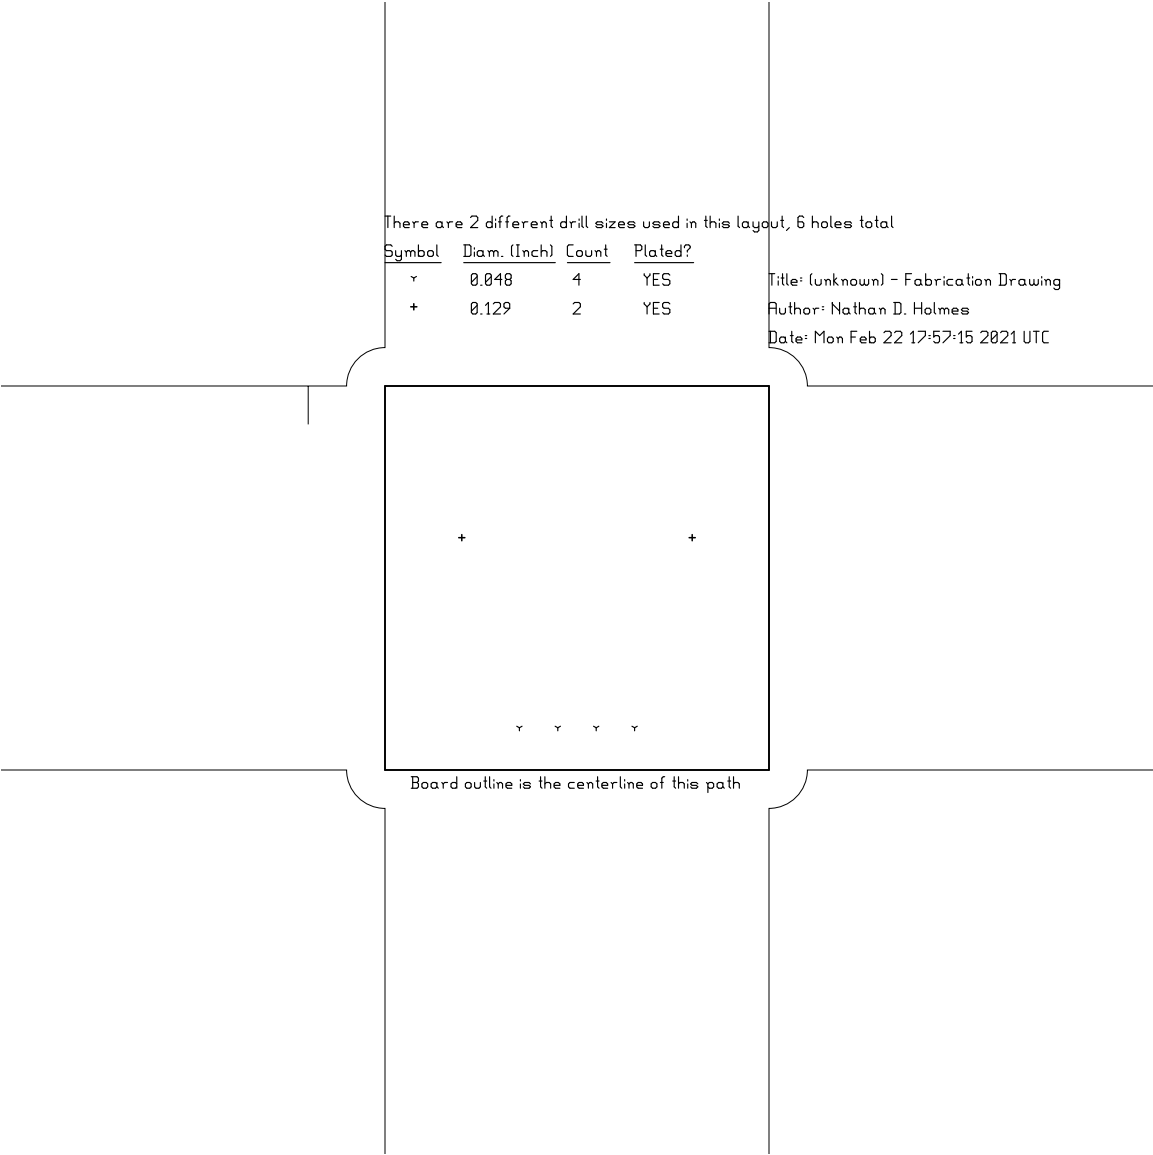 There are 2 different drill sizes used in this layout, 6 holes total
Symbol Diam. (Inch) Count Plated?
0.048 4 YES
+ 0.129 2 YES
Title: (unknown) - Fabrication Drawing
Author: Nathan D. Holmes
Date: Mon Feb 22 17:57:15 2021 UTC
Board outline is the centerline of this path